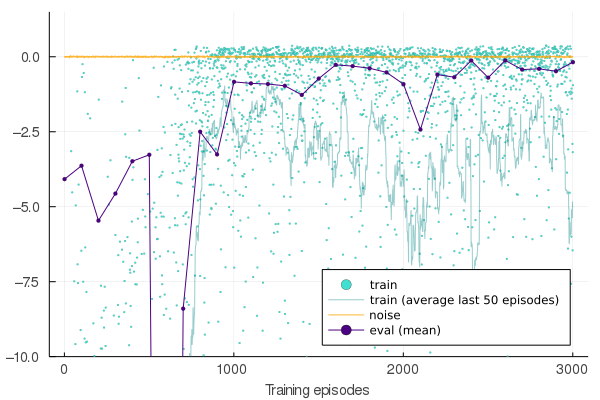 0.0
−2.5
−5.0
−7.5
−10.0
0
1000
2000
3000
Training episodes
train
train (average last 50 episodes)
noise
eval (mean)